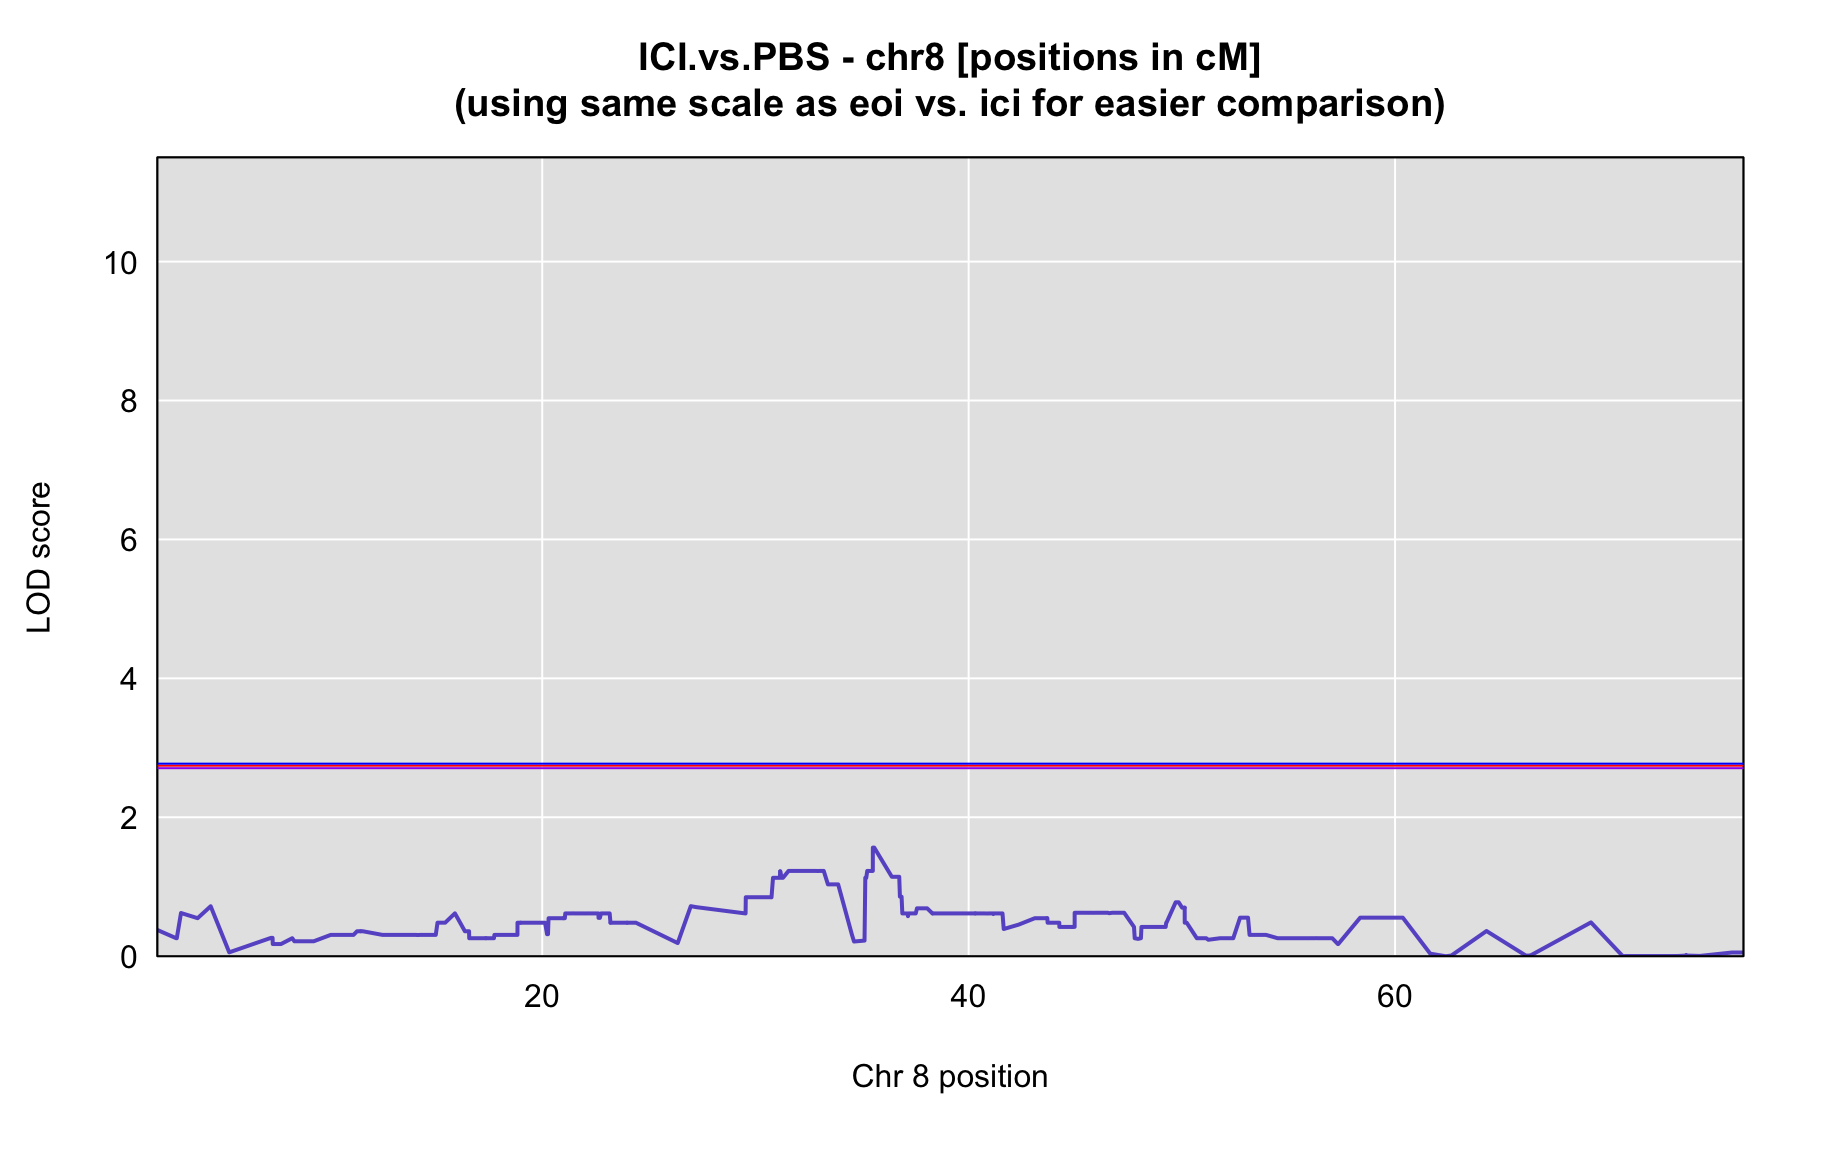 ICI.vs.PBS - chr8 [positions in cM]
(using same scale as eoi vs. ici for easier comparison)
10
8
6
4
2
0
LOD score
20 40 60
Chr 8 position